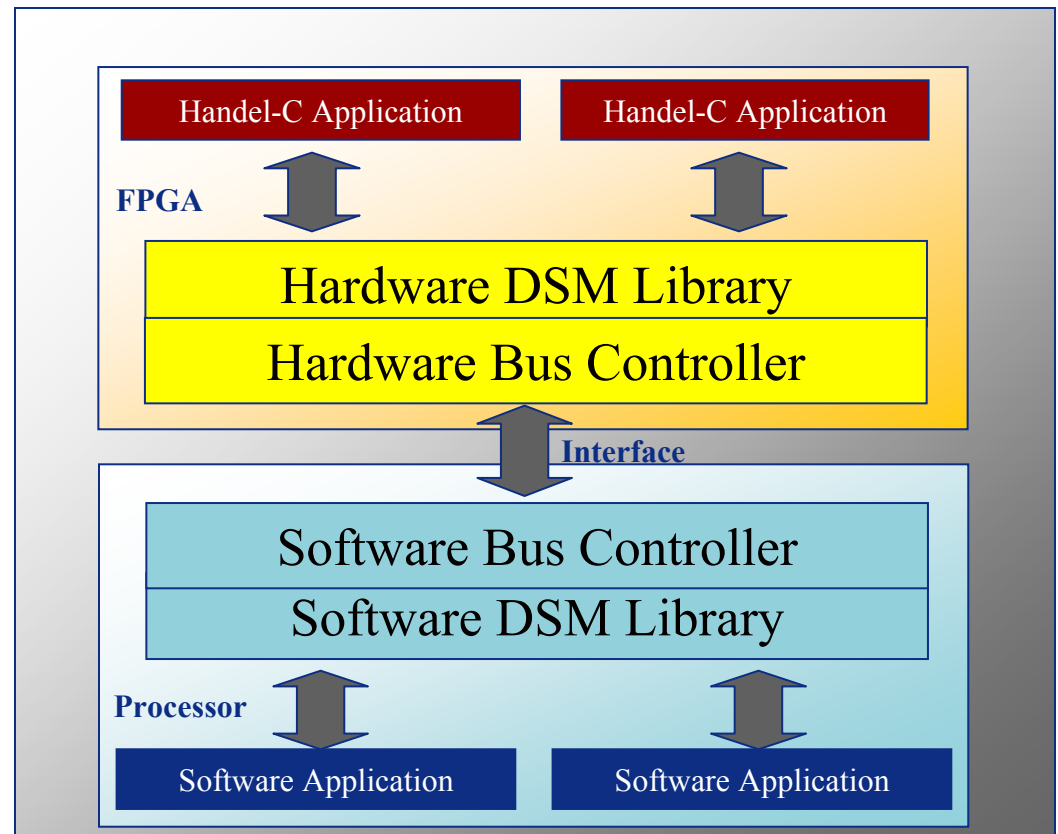 Handel-C Application
Handel-C Application
FPGA
Hardware DSM Library
Hardware Bus Controller
Interface
Software Bus Controller
Software DSM Library
Processor
Software Application
Software Application